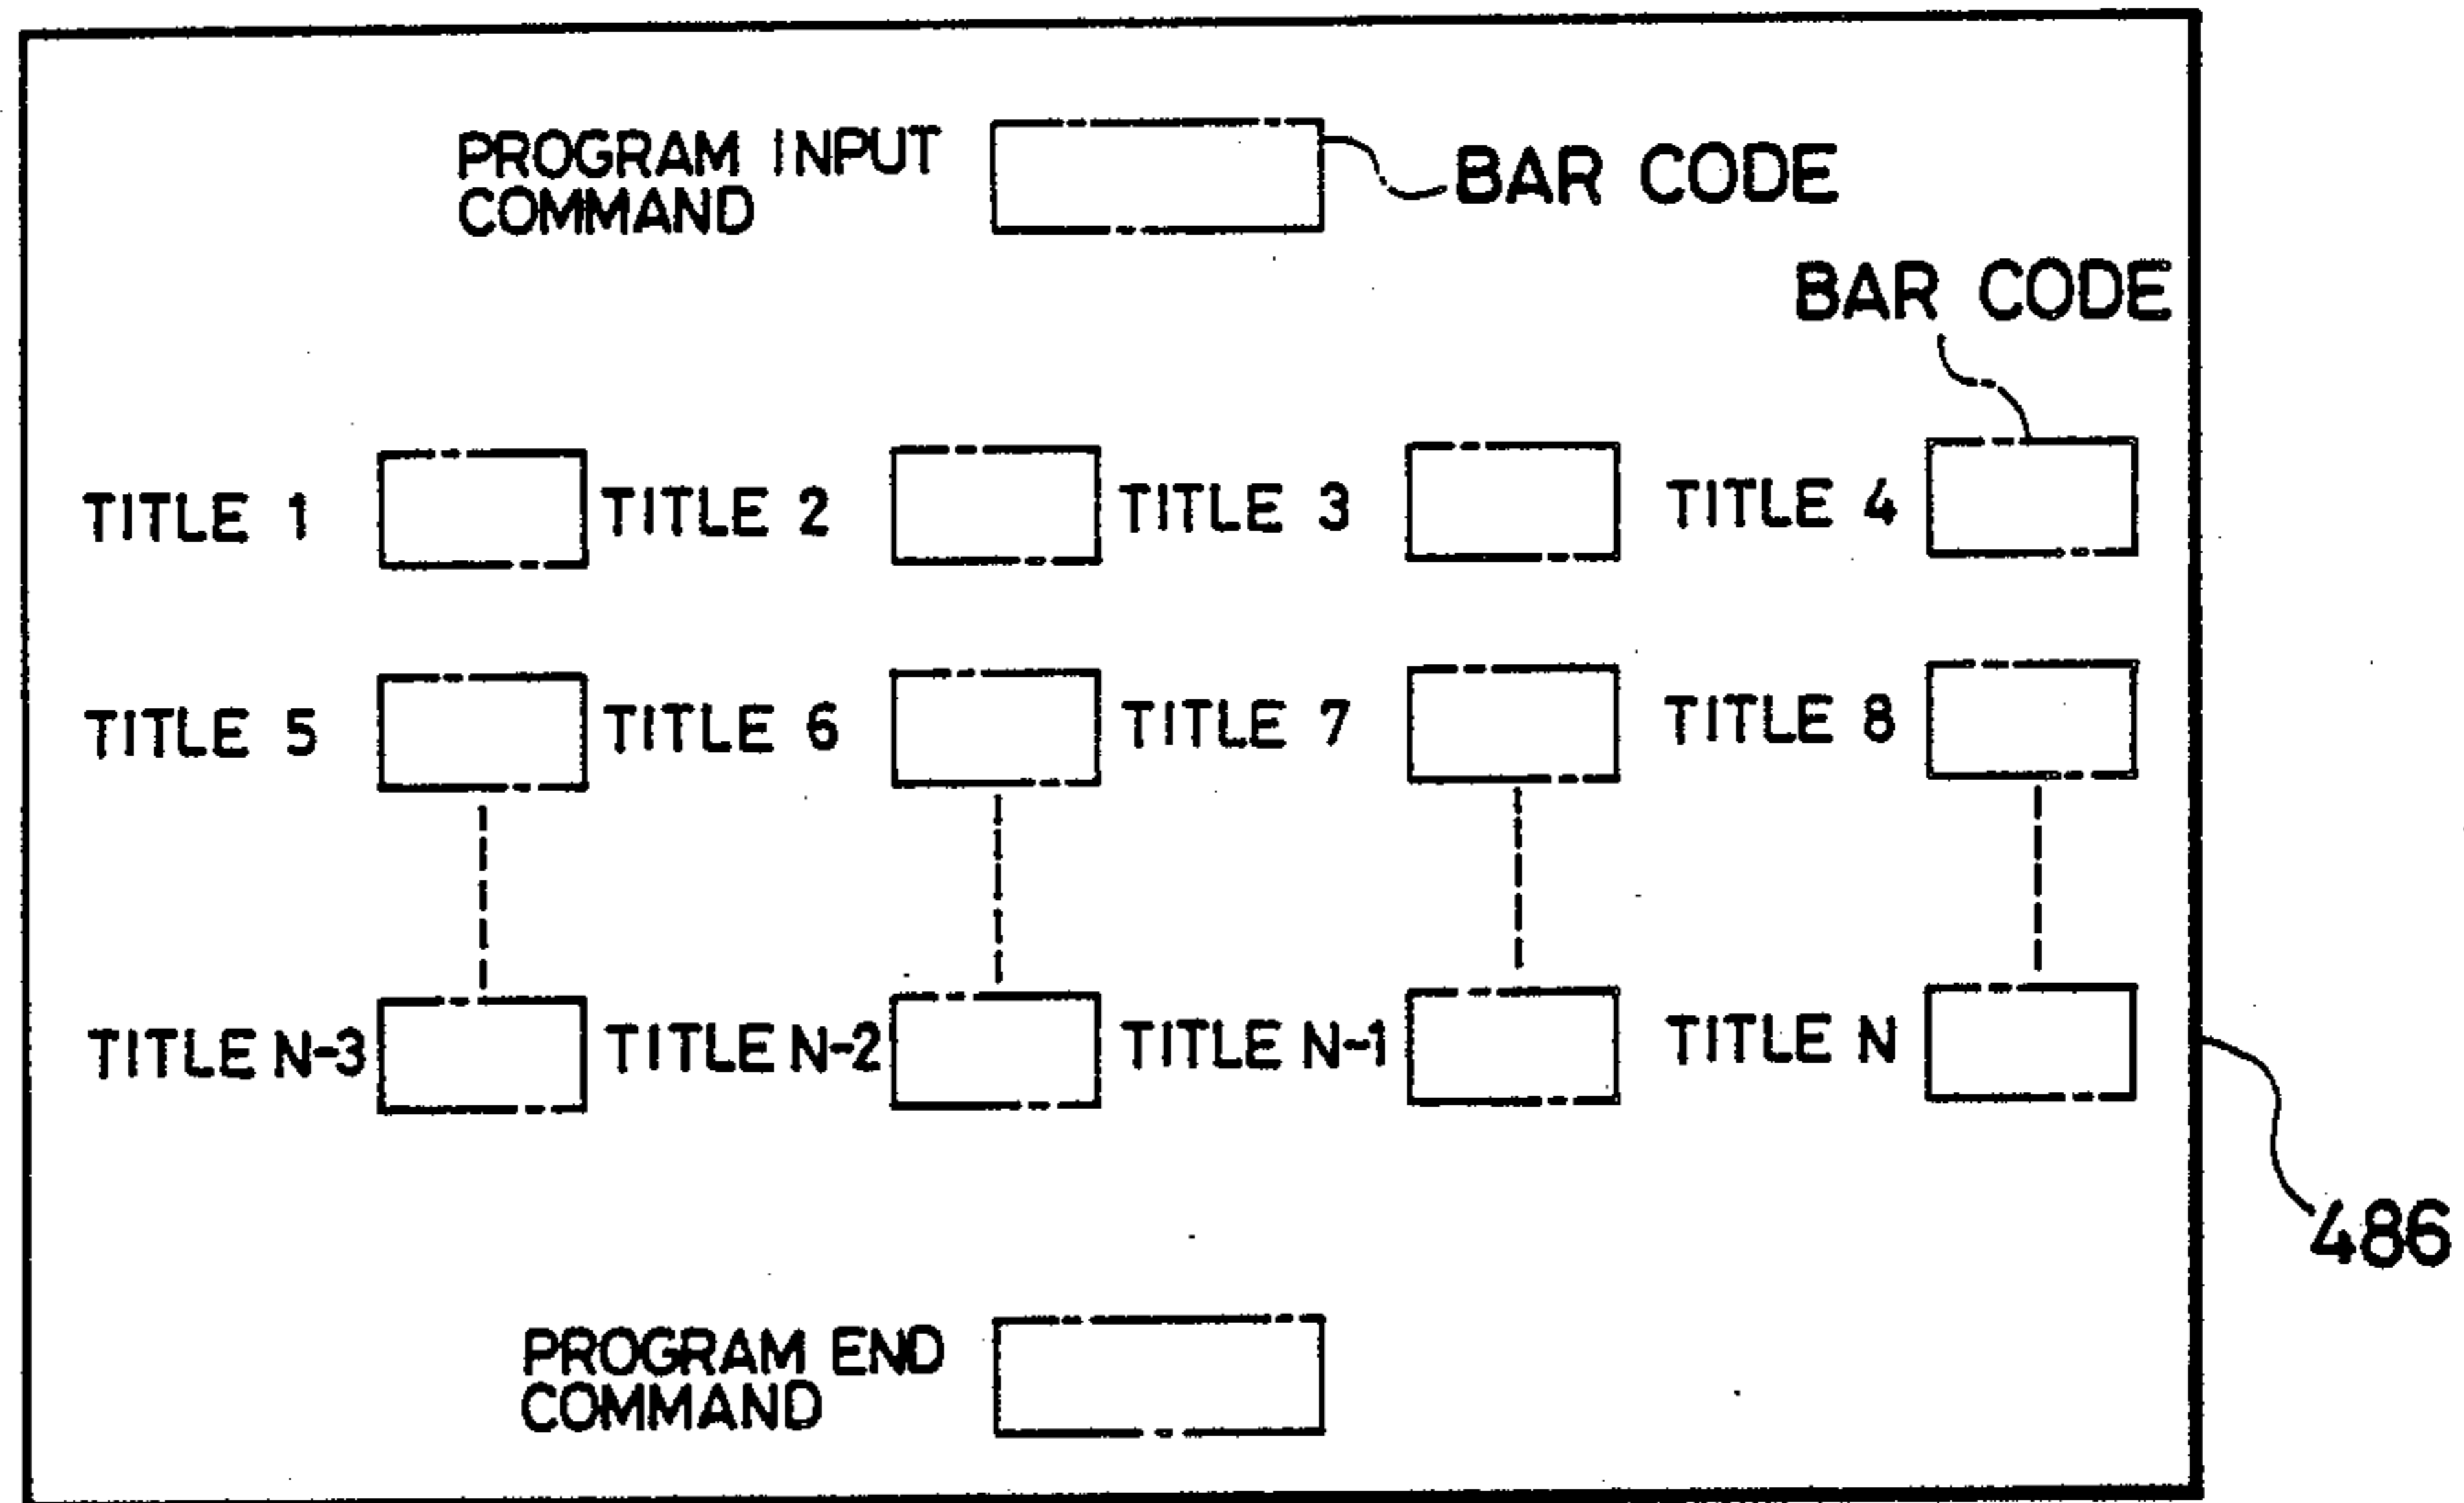 PROGRAM INPUT
COMMAND
BAR CODE
BAR CODE
TITLE 1
TITLE 2
TITLE 3
TITLE 4
TITLE 5
TITLE 6
TITLE 7
TITLE 8
TITLE N-3
TITLE N-2
TITLE N-1
TITLE N
486
PROGRAM END
COMMAND